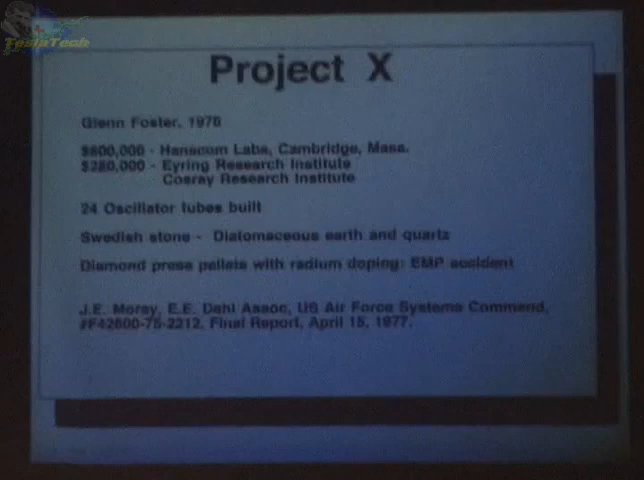 TeslaTech
Project X
Glenn Foster, 1976
$600,000 - Hanscom Labs, Cambridge, Mass.
$280,000 - Eyring Research Institute
Cosray Research Institute
24 Oscillator tubes built
Swedish stone - Diatomaceous earth and quartz
Diamond press pellets with radium doping: EMP accident
J.E. Moray, E.E. Dahl Assoc, US Air Force Systems Command,
#F42600-75-2212, Final Report, April 15, 1977.